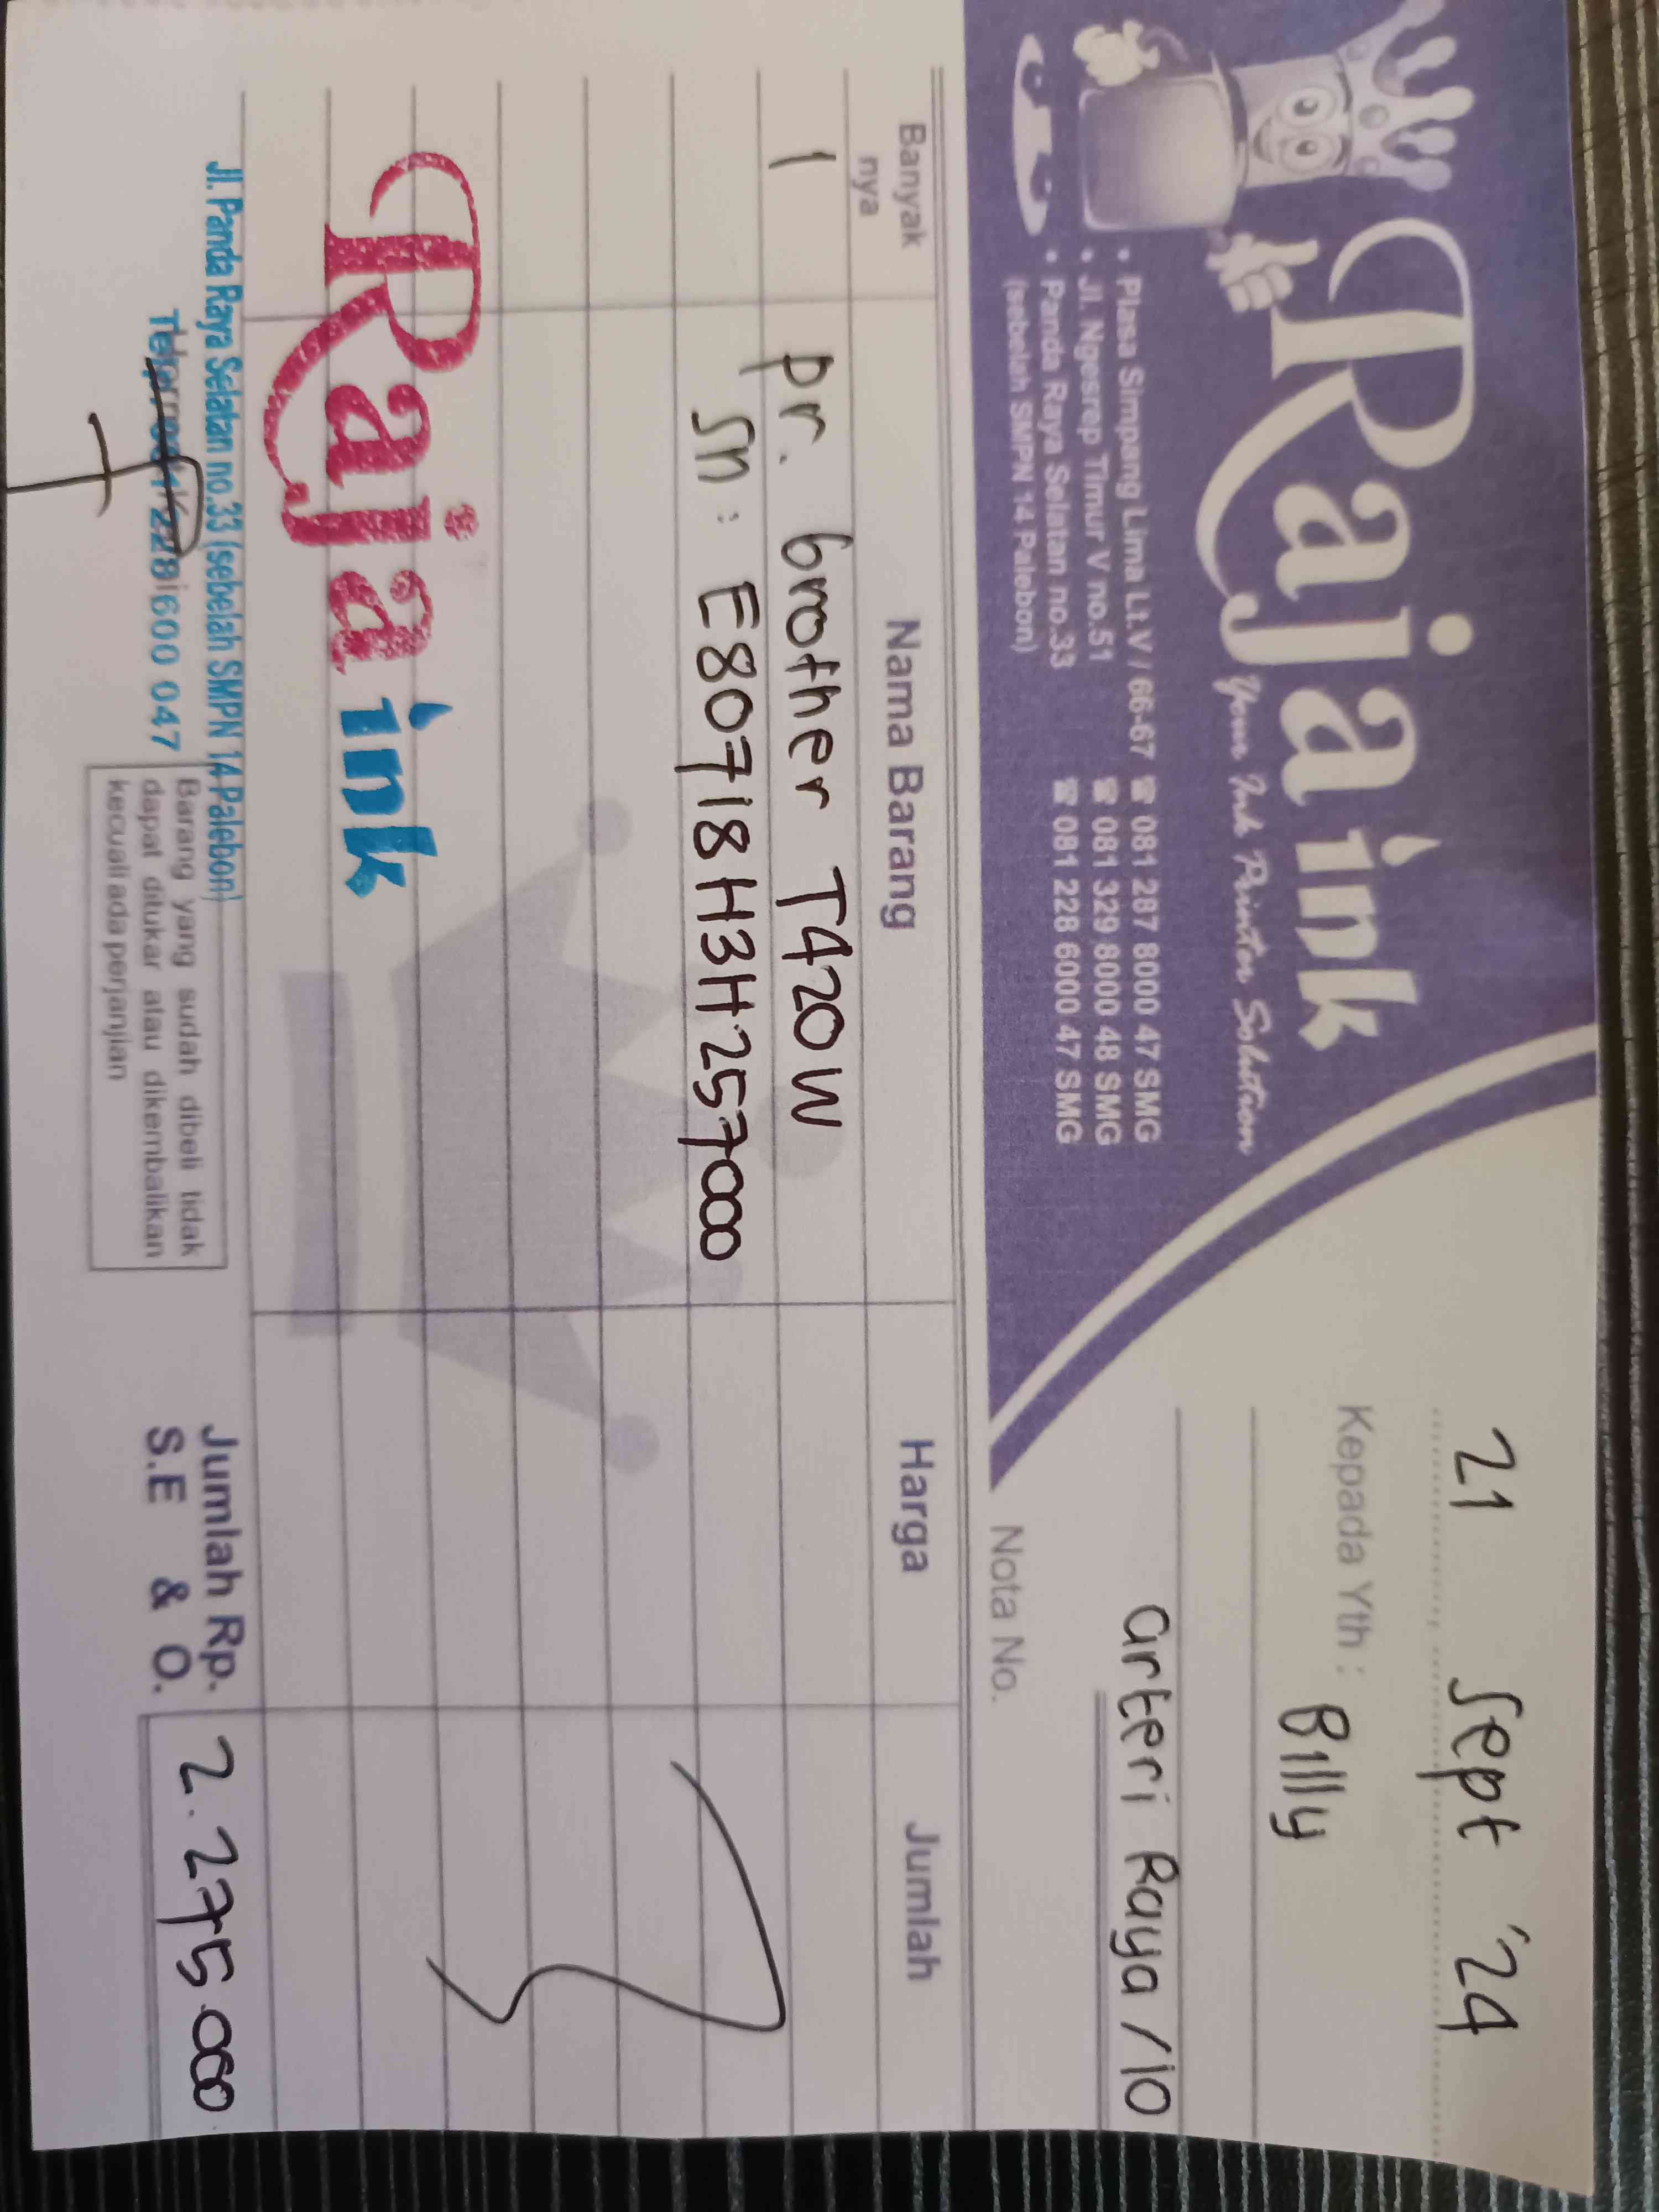 Raja ink
Your Ink Printer Solution
• Plasa Simpang Lima Lt.V / 66-67 ☎ 081 287 8000 47 SMG
• Jl. Ngesrep Timur V no.51 ☎ 081 329 8000 48 SMG
• Panda Raya Selatan no.33 ☎ 081 228 6000 47 SMG
(sebelah SMPN 14 Palebon)
21 Sept '24
Kepada Yth : Billy
arteri Raya /10
Nota No.
Banyak nya Nama Barang Harga Jumlah
1 pr. brother T420W
SN : E80718H3H257000
Raja ink
Jl. Panda Raya Selatan no.33 (sebelah SMPN 14 Palebon)
600 047
Barang yang sudah dibeli tidak
dapat ditukar atau dikembalikan
kecuali ada perjanjian
Jumlah Rp. 2.275.000
S.E & O.